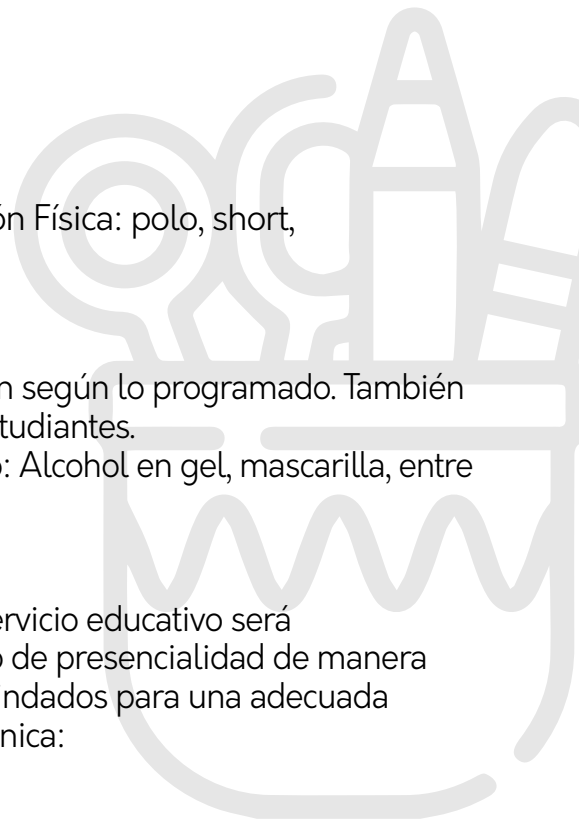 ón Física: polo, short,
n según lo programado. También
tudiantes.
o: Alcohol en gel, mascarilla, entre
ervicio educativo será
o de presencialidad de manera
indados para una adecuada
nica: